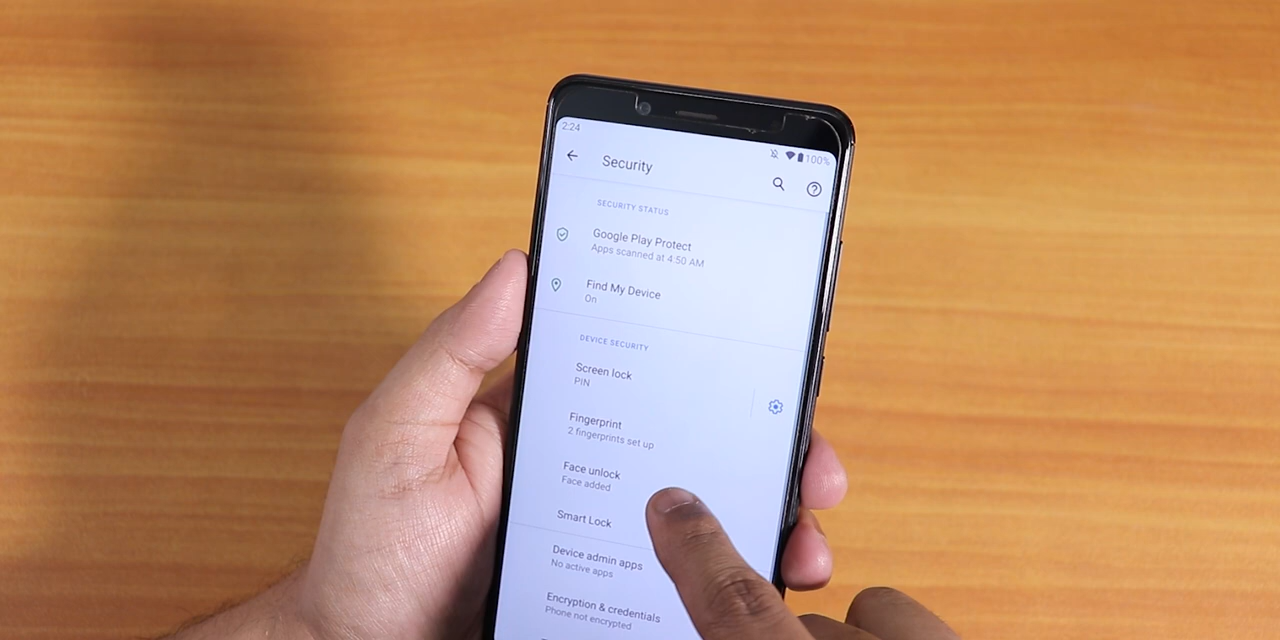 2:24
100%
Security
SECURITY STATUS
Google Play Protect
Apps scanned at 4:50 AM
Find My Device
On
DEVICE SECURITY
Screen lock
PIN
Fingerprint
2 fingerprints set up
Face unlock
Face added
Smart Lock
Device admin apps
No active apps
Encryption & credentials
Phone not encrypted